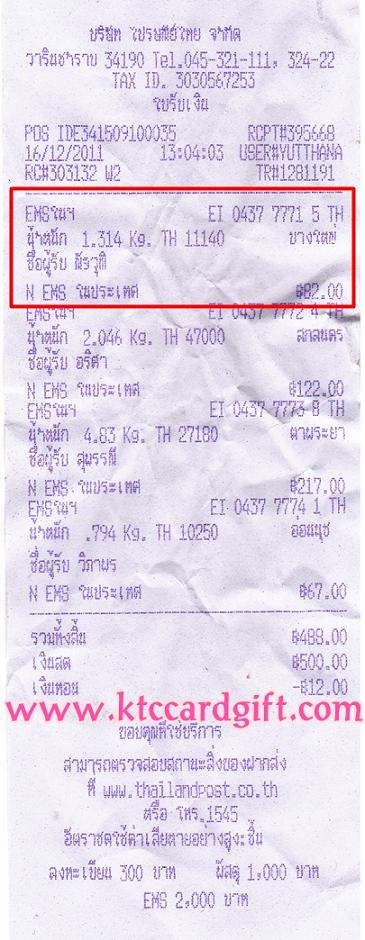 บริษัท ไปรษณีย์ไทย จำกัด
วารินชำราบ 34190 Tel.045-321-111, 324-22
TAX ID. 3030567253
ใบรับเงิน
POS IDE341509100035 RCPT#395668
16/12/2011 13:04:03 USER#YUTTHANA
RC#303132 W2 TR#1281191
EMSในฯ EI 0437 7771 5 TH
น้ำหนัก 1.314 Kg. TH 11140 บางใหญ่
ชื่อผู้รับ ณัฐวุฒิ
N EMS ในประเทศ ฿82.00
EMSในฯ EI 0437 7772 4 TH
น้ำหนัก 2.046 Kg. TH 47000 สกลนคร
ชื่อผู้รับ อริศา
N EMS ในประเทศ ฿122.00
EMSในฯ EI 0437 7773 8 TH
น้ำหนัก 4.83 Kg. TH 27180 ตาพระยา
ชื่อผู้รับ สุพรรณี
N EMS ในประเทศ ฿217.00
EMSในฯ EI 0437 7774 1 TH
น้ำหนัก .794 Kg. TH 10250 อ่อนนุช
ชื่อผู้รับ วิภาพร
N EMS ในประเทศ ฿67.00
รวมทั้งสิ้น ฿488.00
เงินสด ฿500.00
เงินทอน -฿12.00
www.ktccardgift.com
ขอบคุณที่ใช้บริการ
สามารถตรวจสอบสถานะสิ่งของฝากส่ง
ที่ www.thailandpost.co.th
หรือ โทร.1545
อัตราชดใช้ค่าเสียหายอย่างสูง:ชิ้น
ลงทะเบียน 300 บาท พัสดุ 1,000 บาท
EMS 2,000 บาท